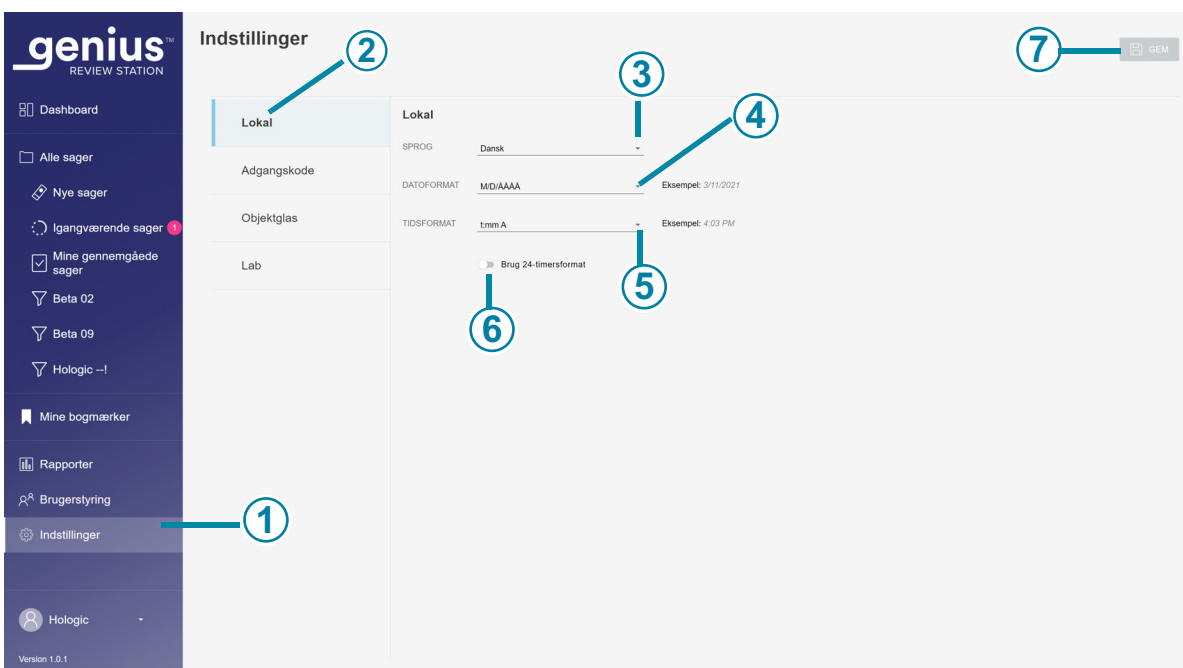 genius™
REVIEW STATION
Dashboard
Alle sager
Nye sager
Igangværende sager 1
Mine gennemgåede
sager
Beta 02
Beta 09
Hologic --!
Mine bogmærker
Rapporter
Brugerstyring
Indstillinger
Hologic
Version 1.0.1
1
Indstillinger
2
7
GEM
Lokal
Adgangskode
Objektglas
Lab
Lokal
3
4
SPROG Dansk
DATOFORMAT M/D/ÅÅÅÅ Eksempel: 3/11/2021
TIDSFORMAT t:mm A Eksempel: 4:03 PM
Brug 24-timersformat
5
6